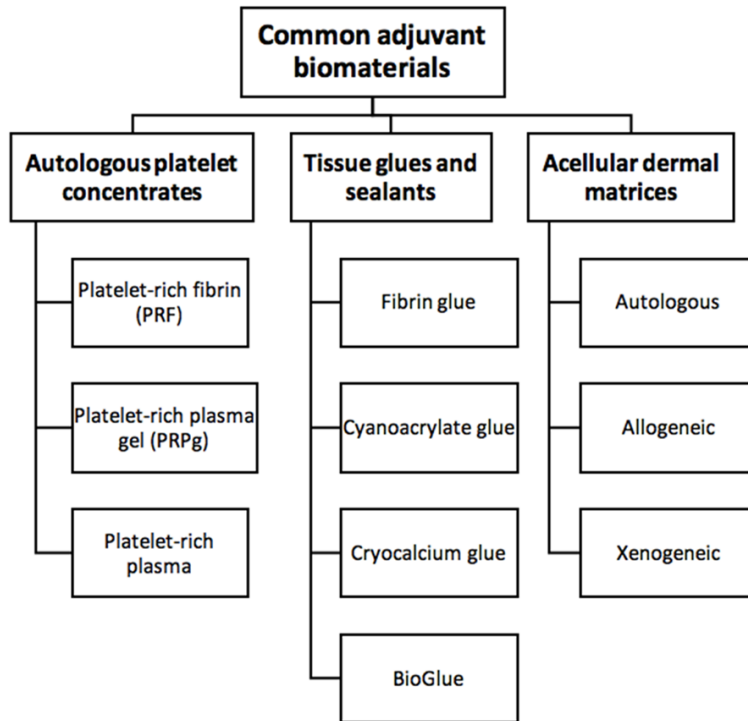 Common adjuvant
biomaterials
Autologous platelet
concentrates
Platelet-rich fibrin
(PRF)
Platelet-rich plasma
gel (PRPg)
Platelet-rich
plasma
Tissue glues and
sealants
Fibrin glue
Cyanoacrylate glue
Cryocalcium glue
BioGlue
Acellular dermal
matrices
Autologous
Allogeneic
Xenogeneic